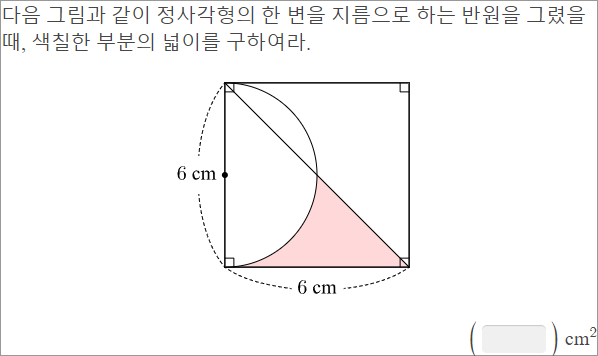 다음 그림과 같이 정사각형의 한 변을 지름으로 하는 반원을 그렸을
때, 색칠한 부분의 넓이를 구하여라.
6 cm
6 cm
( ) cm²